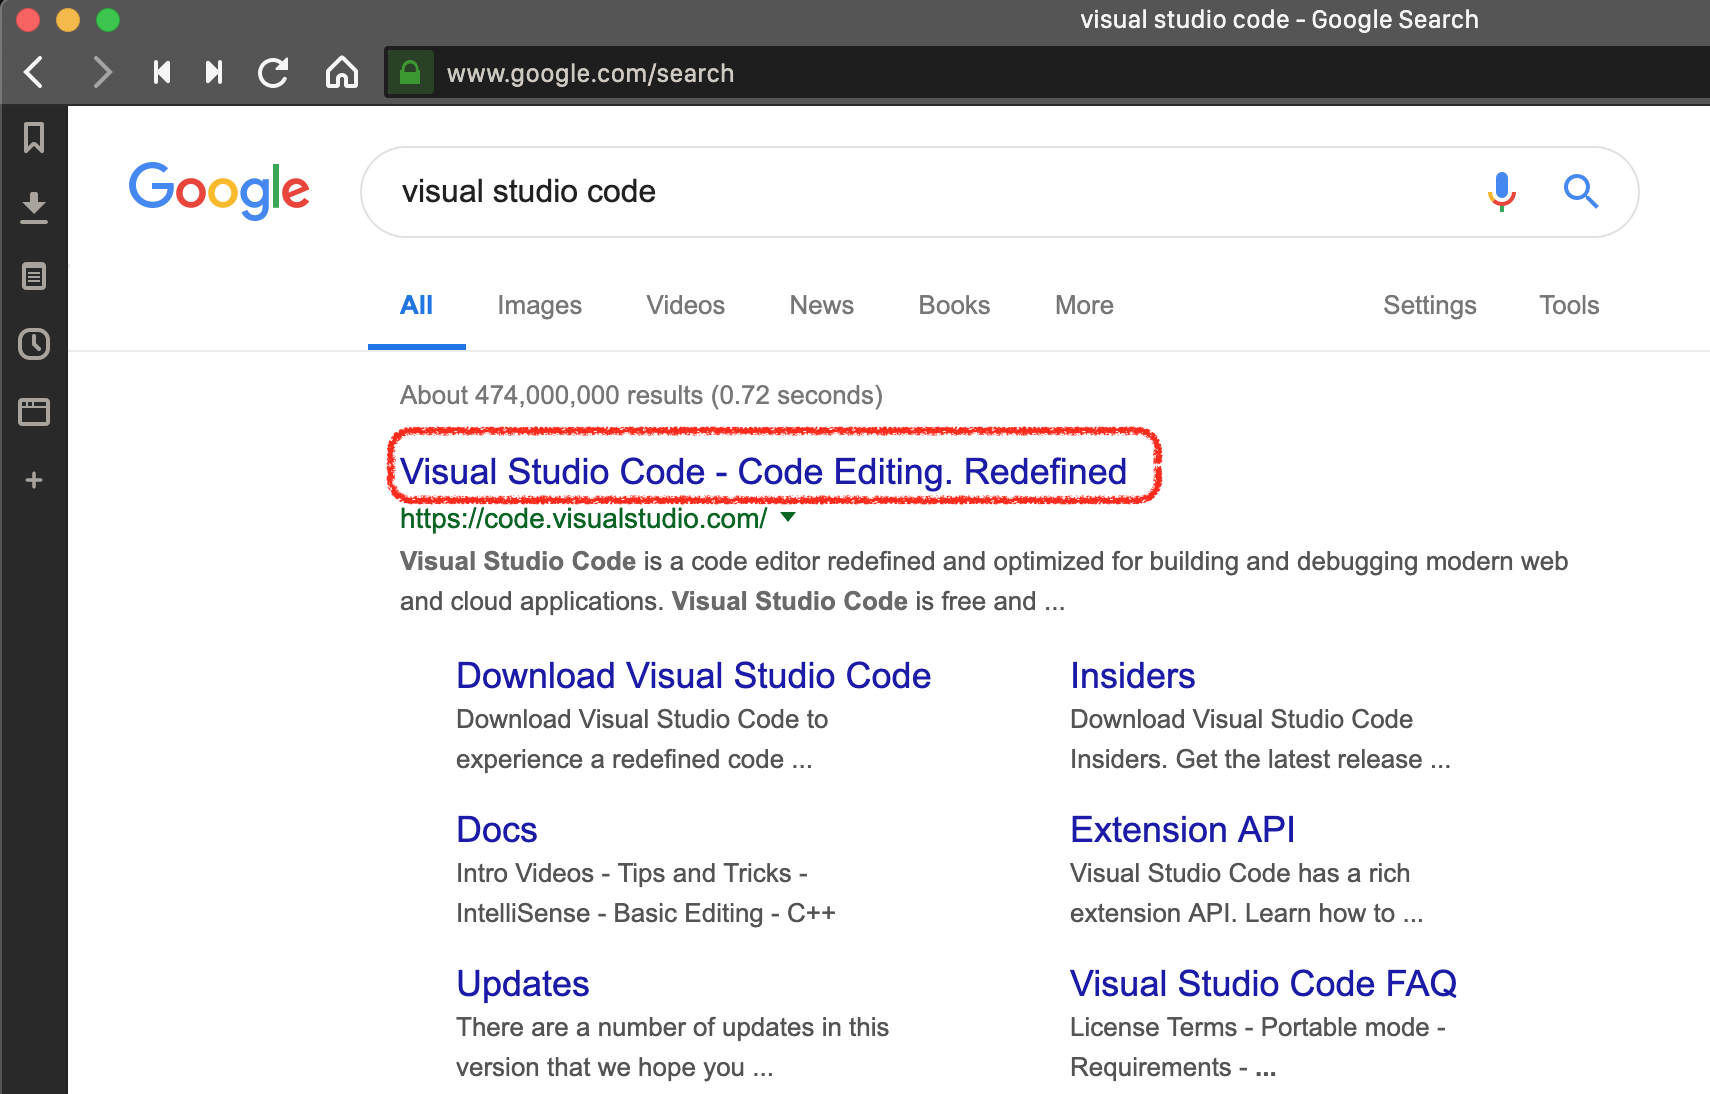 visual studio code - Google Search
www.google.com/search
Google
visual studio code
All Images Videos News Books More Settings Tools
About 474,000,000 results (0.72 seconds)
Visual Studio Code - Code Editing. Redefined
https://code.visualstudio.com/
Visual Studio Code is a code editor redefined and optimized for building and debugging modern web
and cloud applications. Visual Studio Code is free and ...
Download Visual Studio Code
Download Visual Studio Code to
experience a redefined code ...
Insiders
Download Visual Studio Code
Insiders. Get the latest release ...
Docs
Intro Videos - Tips and Tricks -
IntelliSense - Basic Editing - C++
Extension API
Visual Studio Code has a rich
extension API. Learn how to ...
Updates
There are a number of updates in this
version that we hope you ...
Visual Studio Code FAQ
License Terms - Portable mode -
Requirements - ...